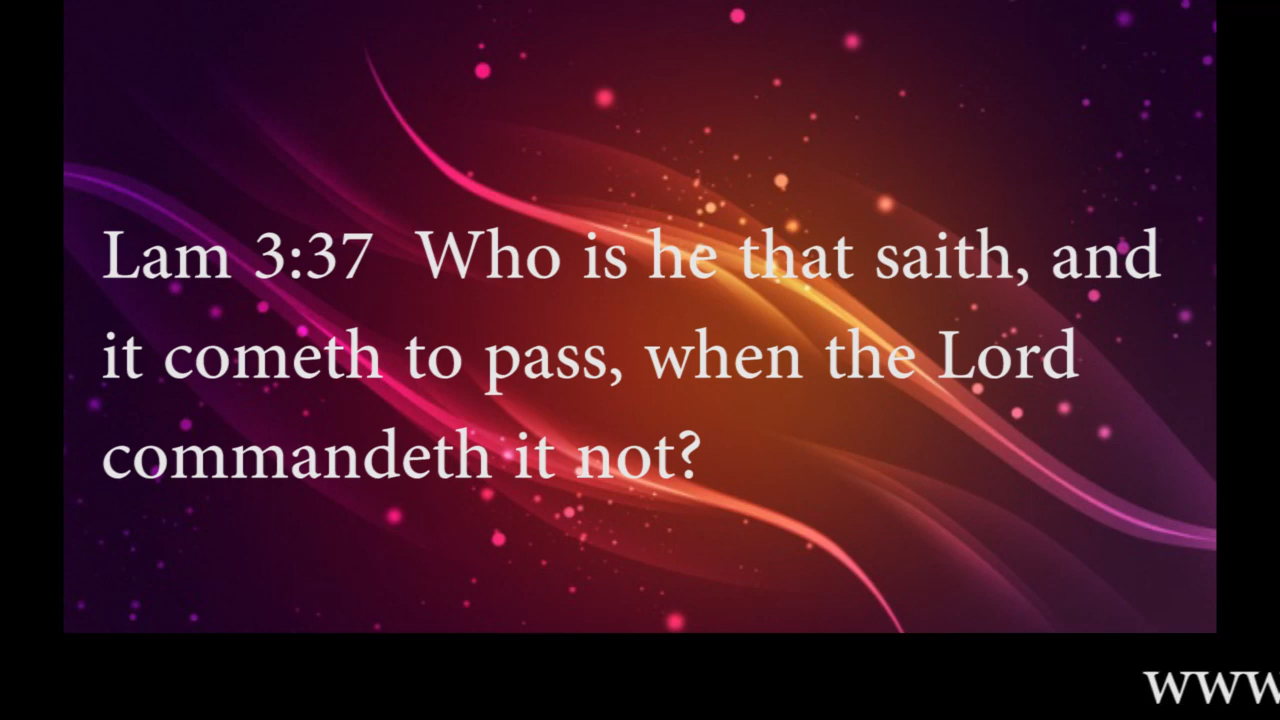 Lam 3:37 Who is he that saith, and
it cometh to pass, when the Lord
commandeth it not?
www